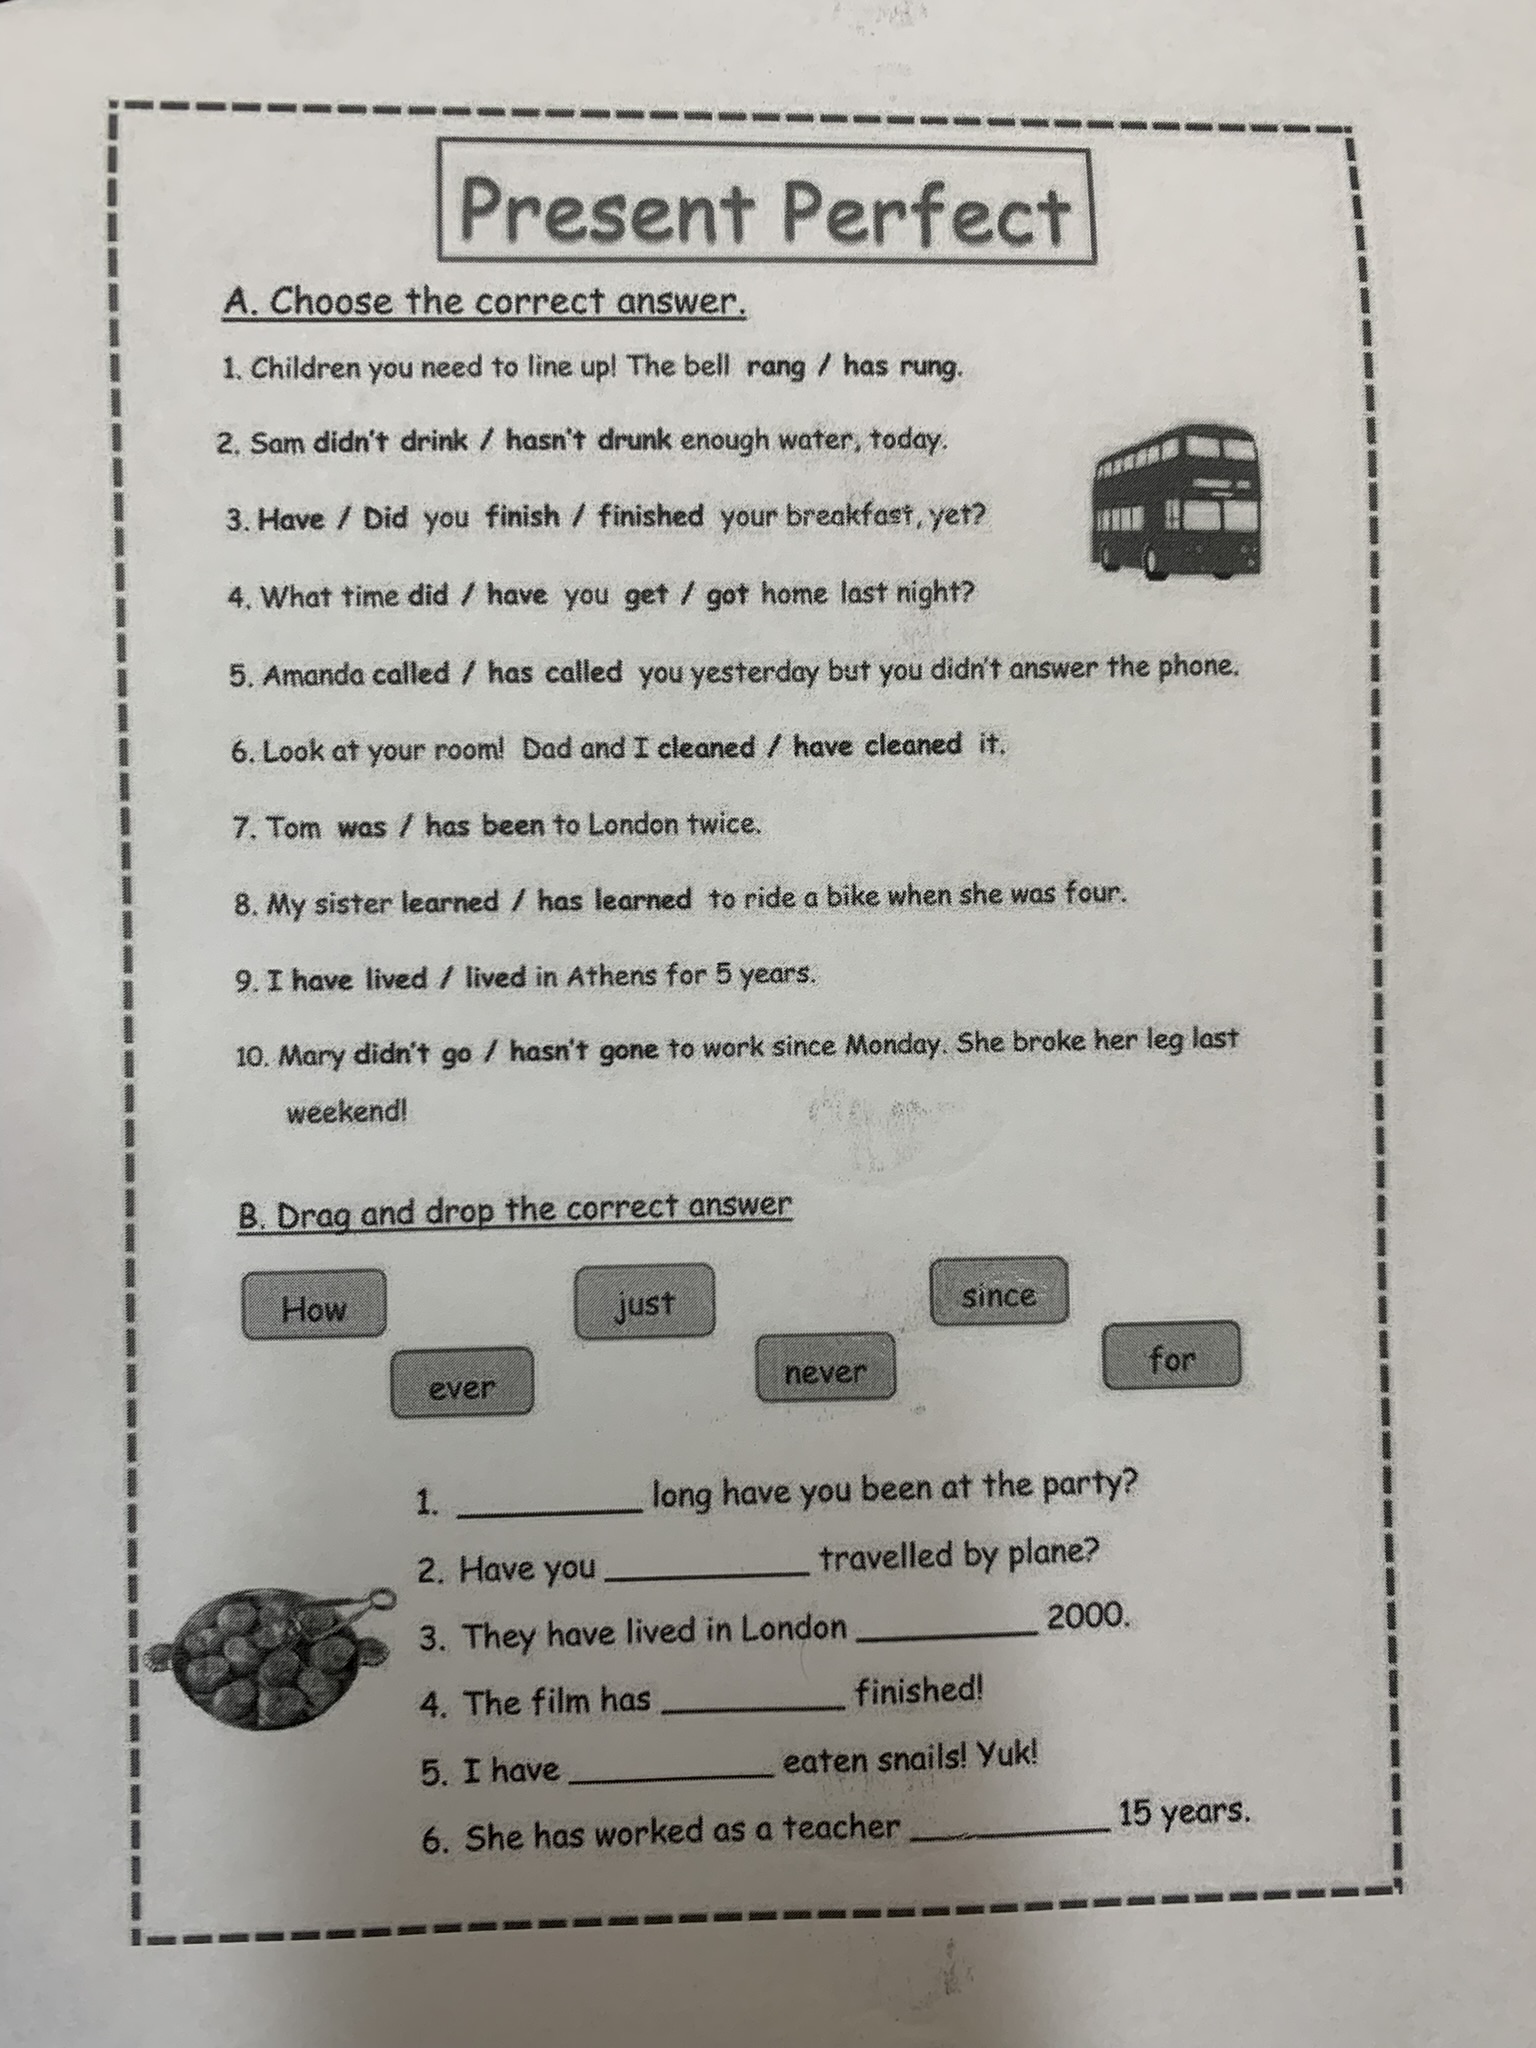 Present Perfect
A. Choose the correct answer.
1. Children you need to line up! The bell rang / has rung.
2. Sam didn't drink / hasn't drunk enough water, today.
3. Have / Did you finish / finished your breakfast, yet?
4. What time did / have you get / got home last night?
5. Amanda called / has called you yesterday but you didn't answer the phone.
6. Look at your room! Dad and I cleaned / have cleaned it.
7. Tom was / has been to London twice.
8. My sister learned / has learned to ride a bike when she was four.
9. I have lived / lived in Athens for 5 years.
10. Mary didn't go / hasn't gone to work since Monday. She broke her leg last
weekend!
B. Drag and drop the correct answer
How just since
ever never for
1. __________ long have you been at the party?
2. Have you __________ travelled by plane?
3. They have lived in London __________ 2000.
4. The film has __________ finished!
5. I have __________ eaten snails! Yuk!
6. She has worked as a teacher __________ 15 years.